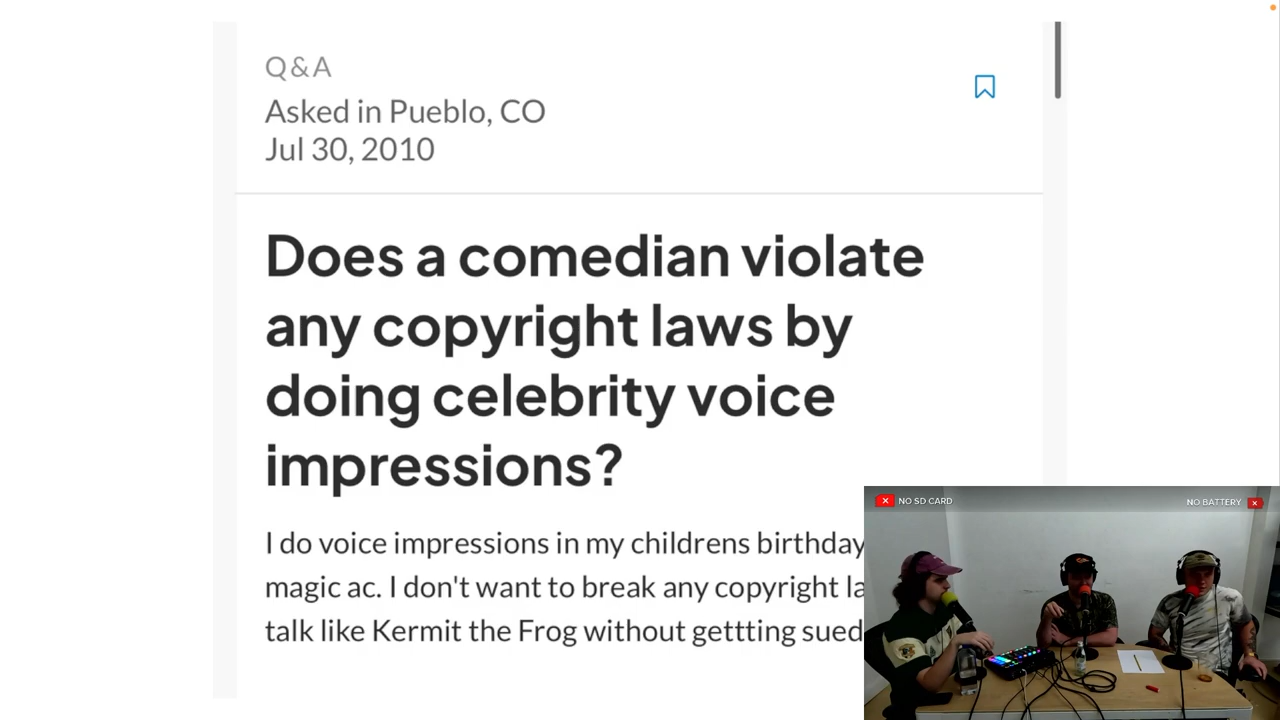 Q&A
Asked in Pueblo, CO
Jul 30, 2010
Does a comedian violate
any copyright laws by
doing celebrity voice
impressions?
I do voice impressions in my childrens birthday
magic ac. I don't want to break any copyright la
talk like Kermit the Frog without gettting sued
NO SD CARD
NO BATTERY